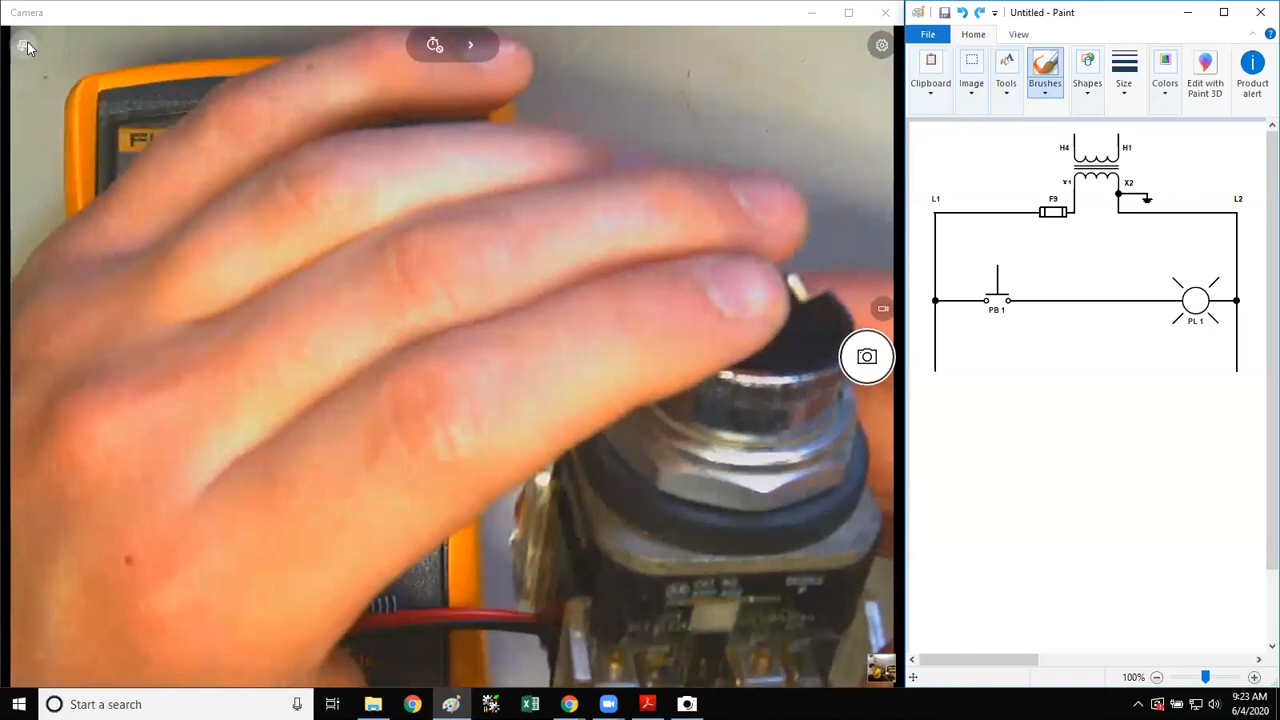 Camera
Untitled - Paint
File
Home
View
Clipboard
Image
Tools
Brushes
Shapes
Size
Colors
Edit with
Paint 3D
Product
alert
H4
H1
X1
X2
L1
F9
L2
PB 1
PL 1
100%
Start a search
9:23 AM
6/4/2020